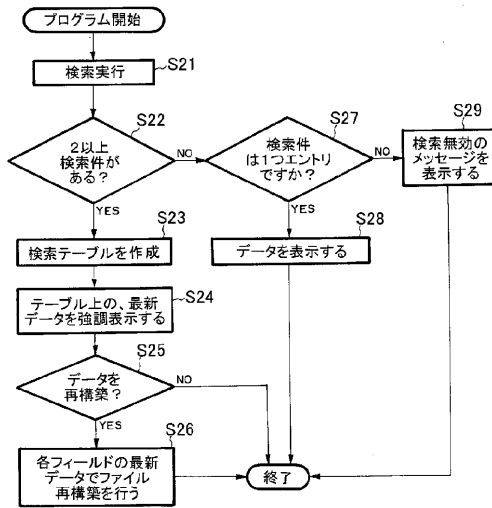 プログラム開始
S21
検索実行
S22
2以上
検索件が
ある?
NO
YES
S27
検索件
は1つエントリ
ですか?
NO
YES
S29
検索無効の
メッセージを
表示する
S23
検索テーブルを作成
S28
データを表示する
S24
テーブル上の、最新
データを強調表示する
S25
データを
再構築?
NO
YES
S26
各フィールドの最新
データでファイル
再構築を行う
終了